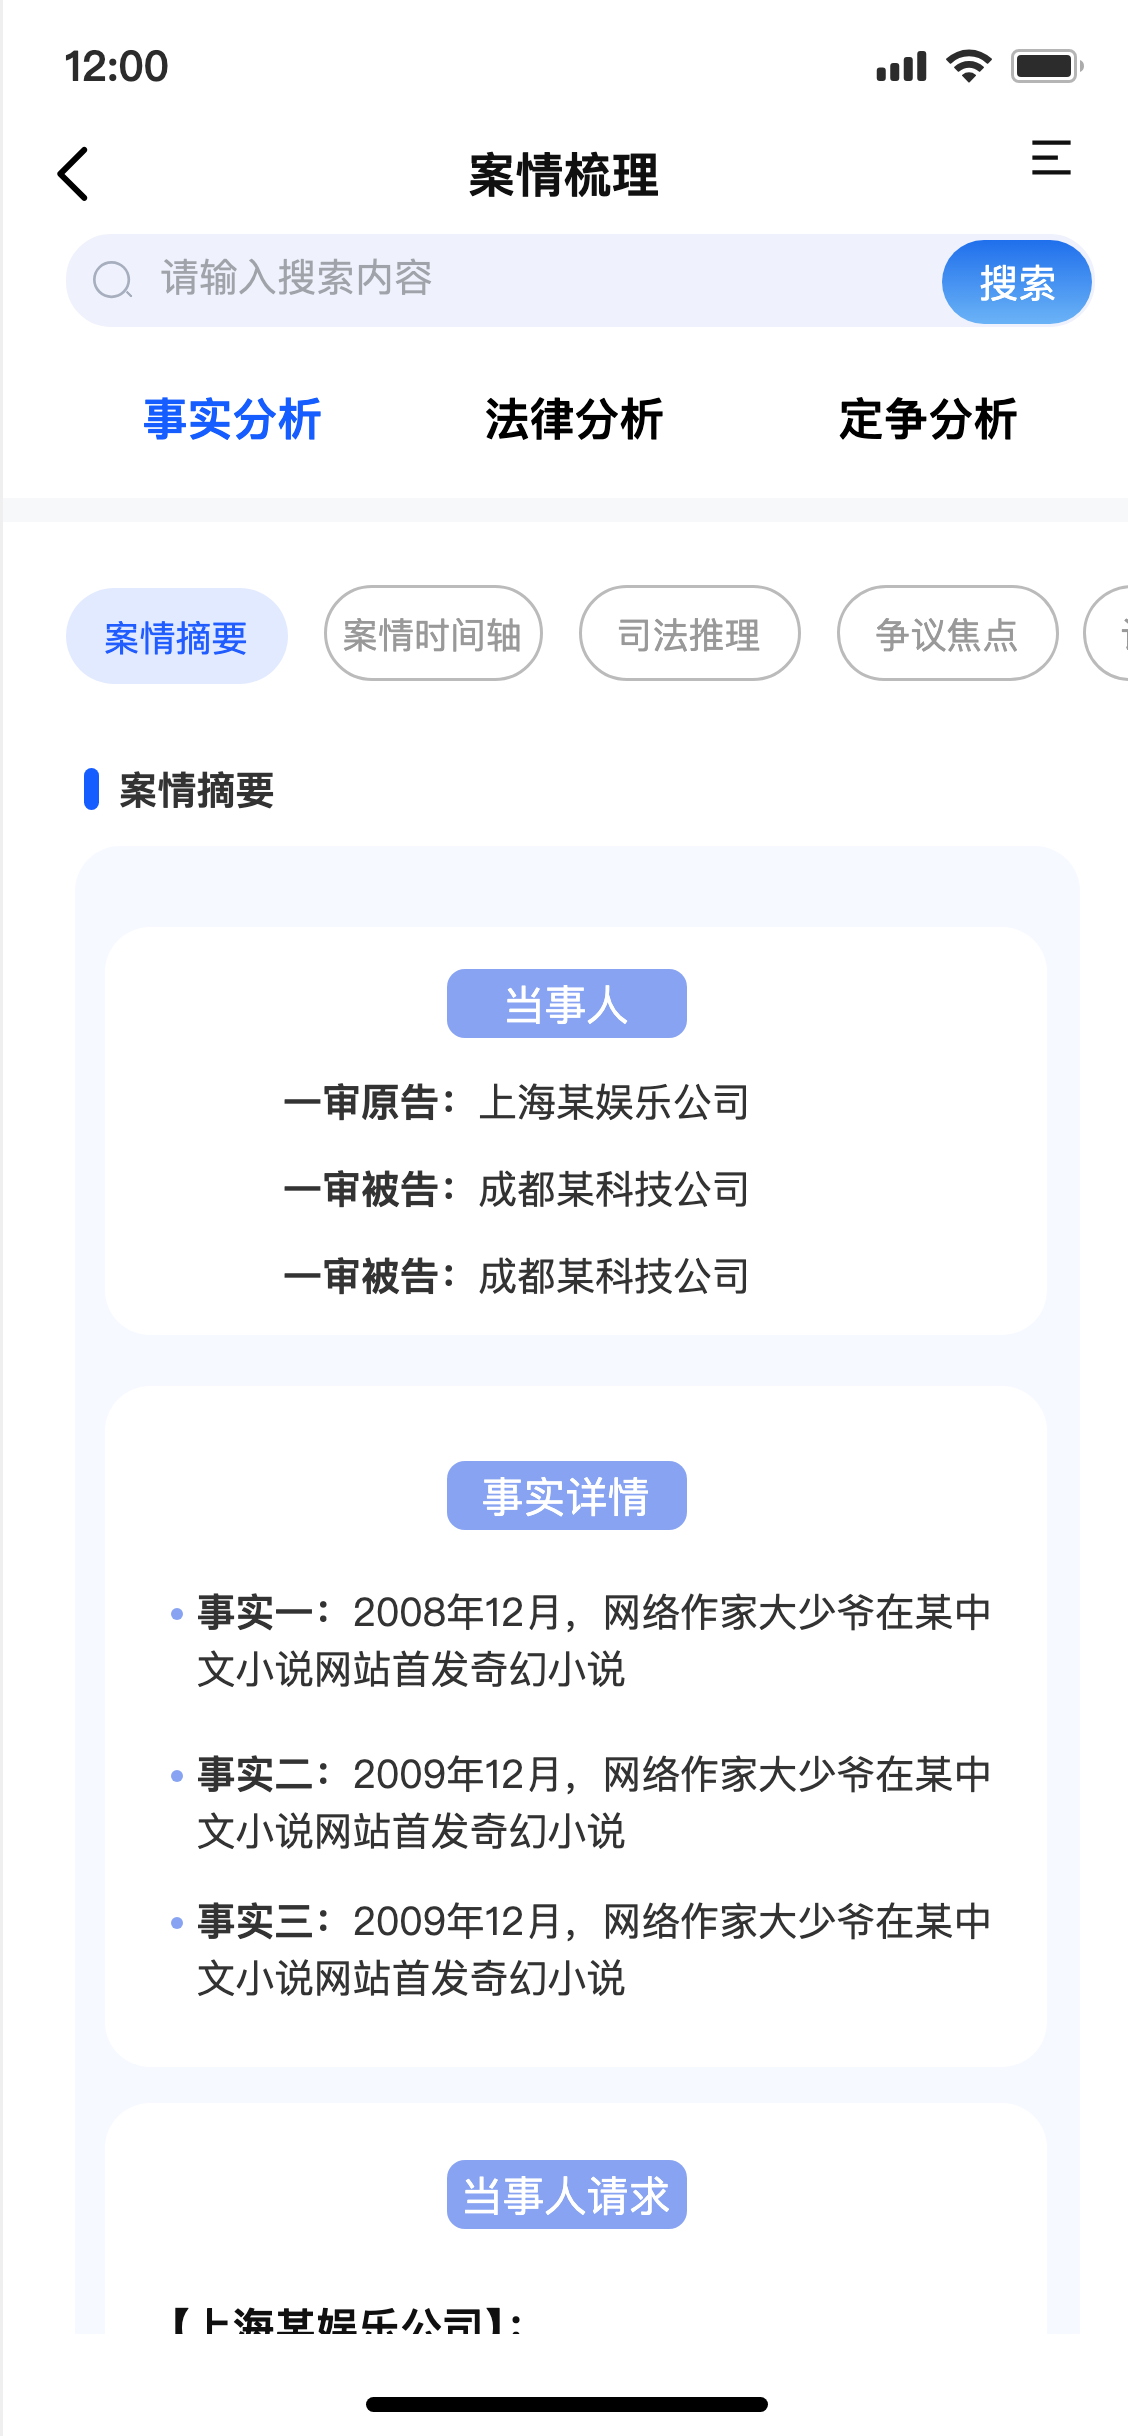 12:00
案情梳理
请输入搜索内容
搜索
事实分析 法律分析 定争分析
案情摘要 案情时间轴 司法推理 争议焦点
案情摘要
当事人
一审原告：上海某娱乐公司
一审被告：成都某科技公司
一审被告：成都某科技公司
事实详情
事实一：2008年12月，网络作家大少爷在某中
文小说网站首发奇幻小说
事实二：2009年12月，网络作家大少爷在某中
文小说网站首发奇幻小说
事实三：2009年12月，网络作家大少爷在某中
文小说网站首发奇幻小说
当事人请求
【上海某娱乐公司】：